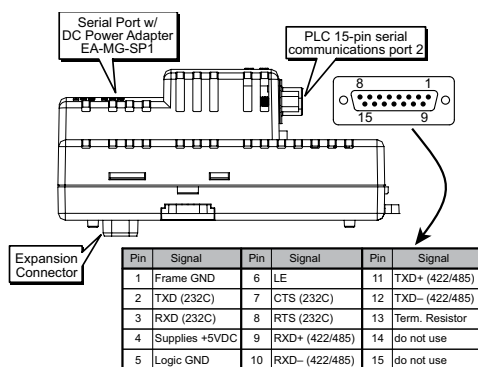 Serial Port w/
DC Power Adapter
EA-MG-SP1
PLC 15-pin serial
communications port 2
8 1
15 9
Expansion
Connector
Pin Signal Pin Signal Pin Signal
1 Frame GND 6 LE 11 TXD+ (422/485)
2 TXD (232C) 7 CTS (232C) 12 TXD– (422/485)
3 RXD (232C) 8 RTS (232C) 13 Term. Resistor
4 Supplies +5VDC 9 RXD+ (422/485) 14 do not use
5 Logic GND 10 RXD– (422/485) 15 do not use